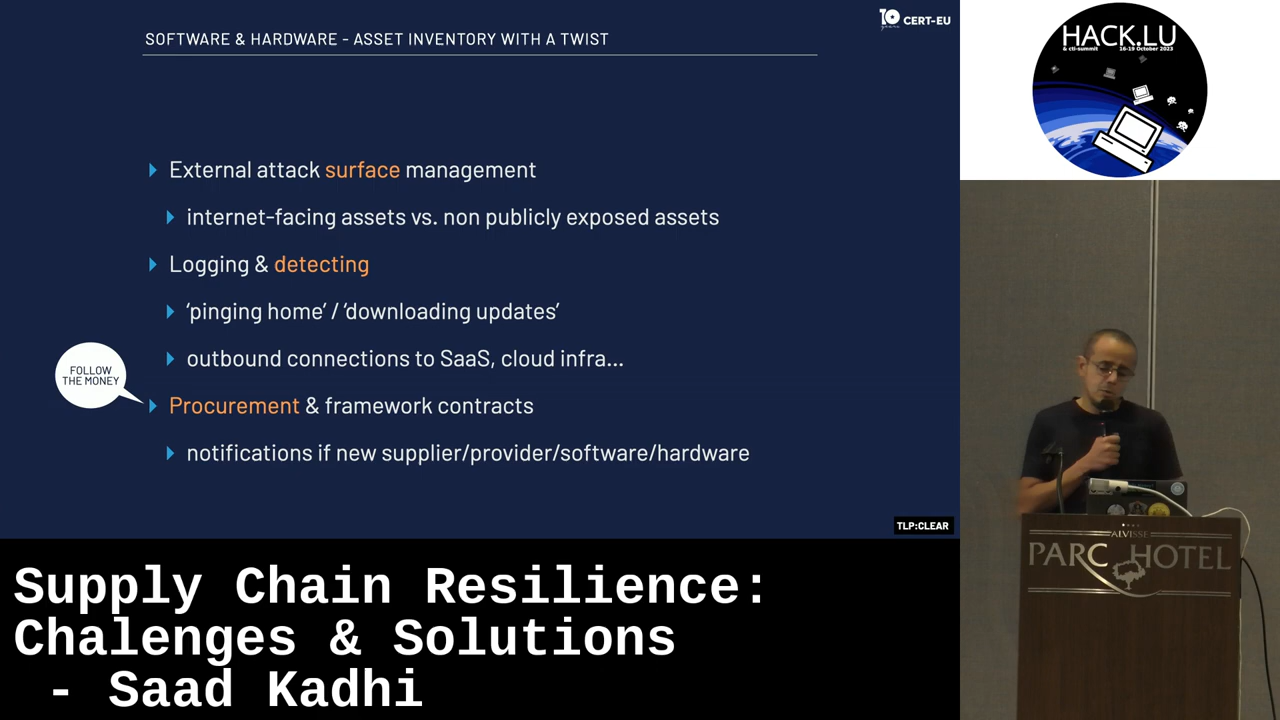 CERT-EU
SOFTWARE & HARDWARE - ASSET INVENTORY WITH A TWIST
External attack surface management
internet-facing assets vs. non publicly exposed assets
Logging & detecting
‘pinging home’ / ‘downloading updates’
outbound connections to SaaS, cloud infra...
FOLLOW
THE MONEY
Procurement & framework contracts
notifications if new supplier/provider/software/hardware
TLP:CLEAR
HACK.LU
& cti-summit 16-19 October 2023
ALVISSE
PARC HOTEL
Supply Chain Resilience:
Chalenges & Solutions
- Saad Kadhi